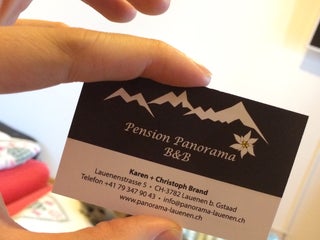 Pension Panorama
B&B
Karen + Christoph Brand
Lauenenstrasse 5 • CH-3782 Lauenen b. Gstaad
Telefon +41 79 347 90 43 • info@panorama-lauenen.ch
www.panorama-lauenen.ch